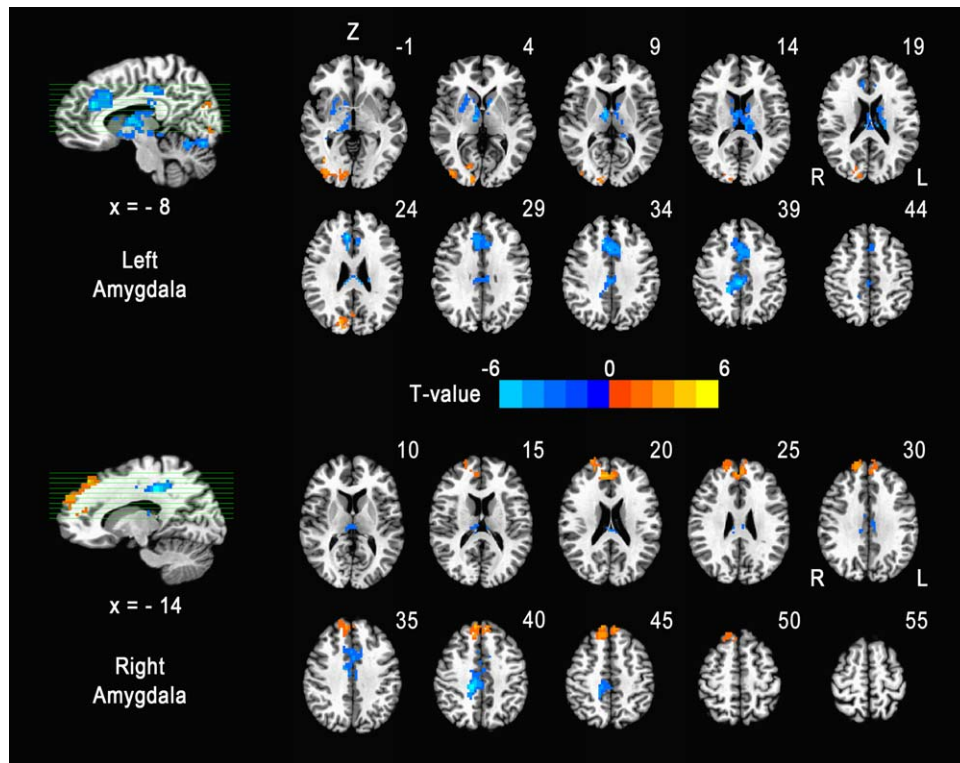 Z
-1 4 9 14 19
R L
x = - 8
24 29 34 39 44
Left
Amygdala
-6 0 6
T-value
10 15 20 25 30
R L
x = - 14
35 40 45 50 55
Right
Amygdala